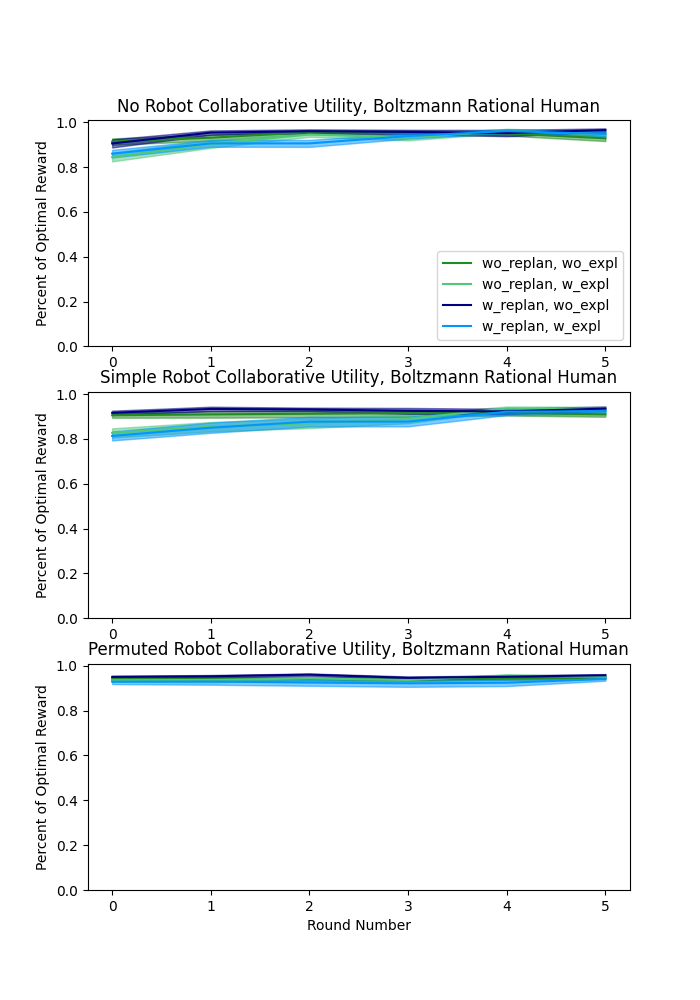 No Robot Collaborative Utility, Boltzmann Rational Human
1.0
0.8
0.6
0.4
0.2
0.0
Percent of Optimal Reward
wo_replan, wo_expl
wo_replan, w_expl
w_replan, wo_expl
w_replan, w_expl
0 1 2 3 4 5
Simple Robot Collaborative Utility, Boltzmann Rational Human
1.0
0.8
0.6
0.4
0.2
0.0
Percent of Optimal Reward
0 1 2 3 4 5
Permuted Robot Collaborative Utility, Boltzmann Rational Human
1.0
0.8
0.6
0.4
0.2
0.0
Percent of Optimal Reward
0 1 2 3 4 5
Round Number